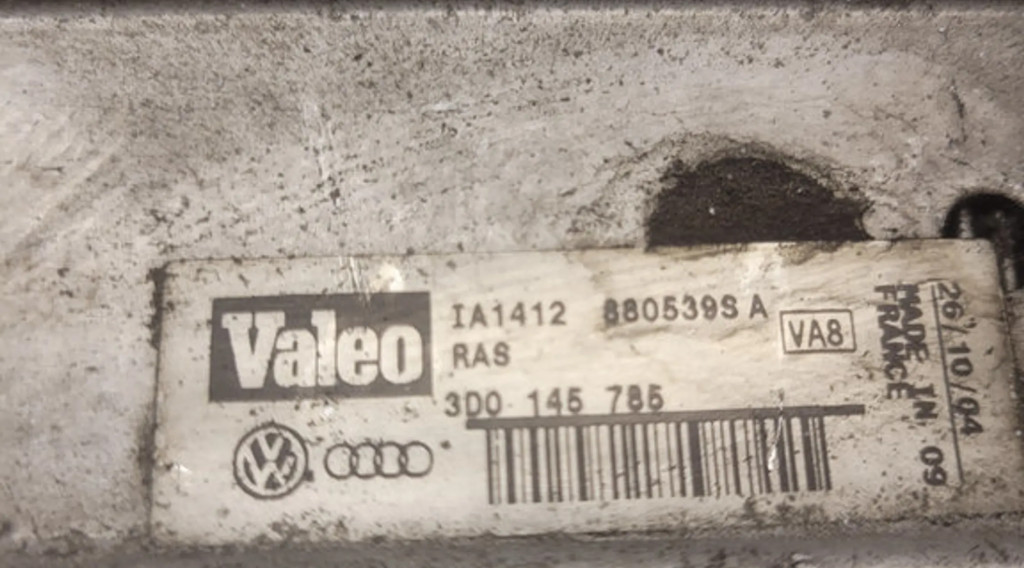 Valeo
IA1412 880539S A
RAS
VA8
3D0 145 785
MADE IN
FRANCE
09
26/10/04